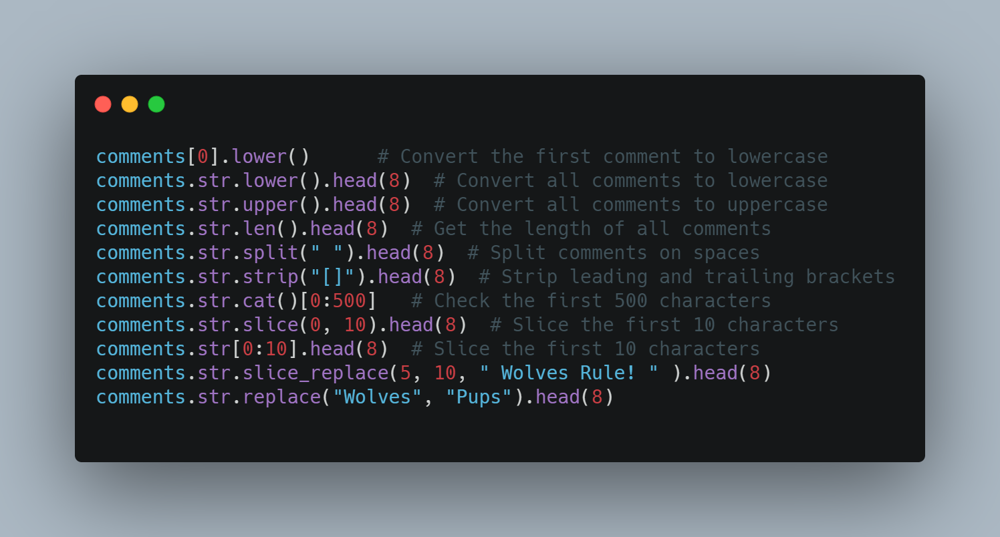 comments[0].lower()      # Convert the first comment to lowercase
comments.str.lower().head(8)  # Convert all comments to lowercase
comments.str.upper().head(8)  # Convert all comments to uppercase
comments.str.len().head(8)  # Get the length of all comments
comments.str.split(" ").head(8)  # Split comments on spaces
comments.str.strip("[]").head(8)  # Strip leading and trailing brackets
comments.str.cat()[0:500]   # Check the first 500 characters
comments.str.slice(0, 10).head(8)  # Slice the first 10 characters
comments.str[0:10].head(8)  # Slice the first 10 characters
comments.str.slice_replace(5, 10, " Wolves Rule! " ).head(8)
comments.str.replace("Wolves", "Pups").head(8)